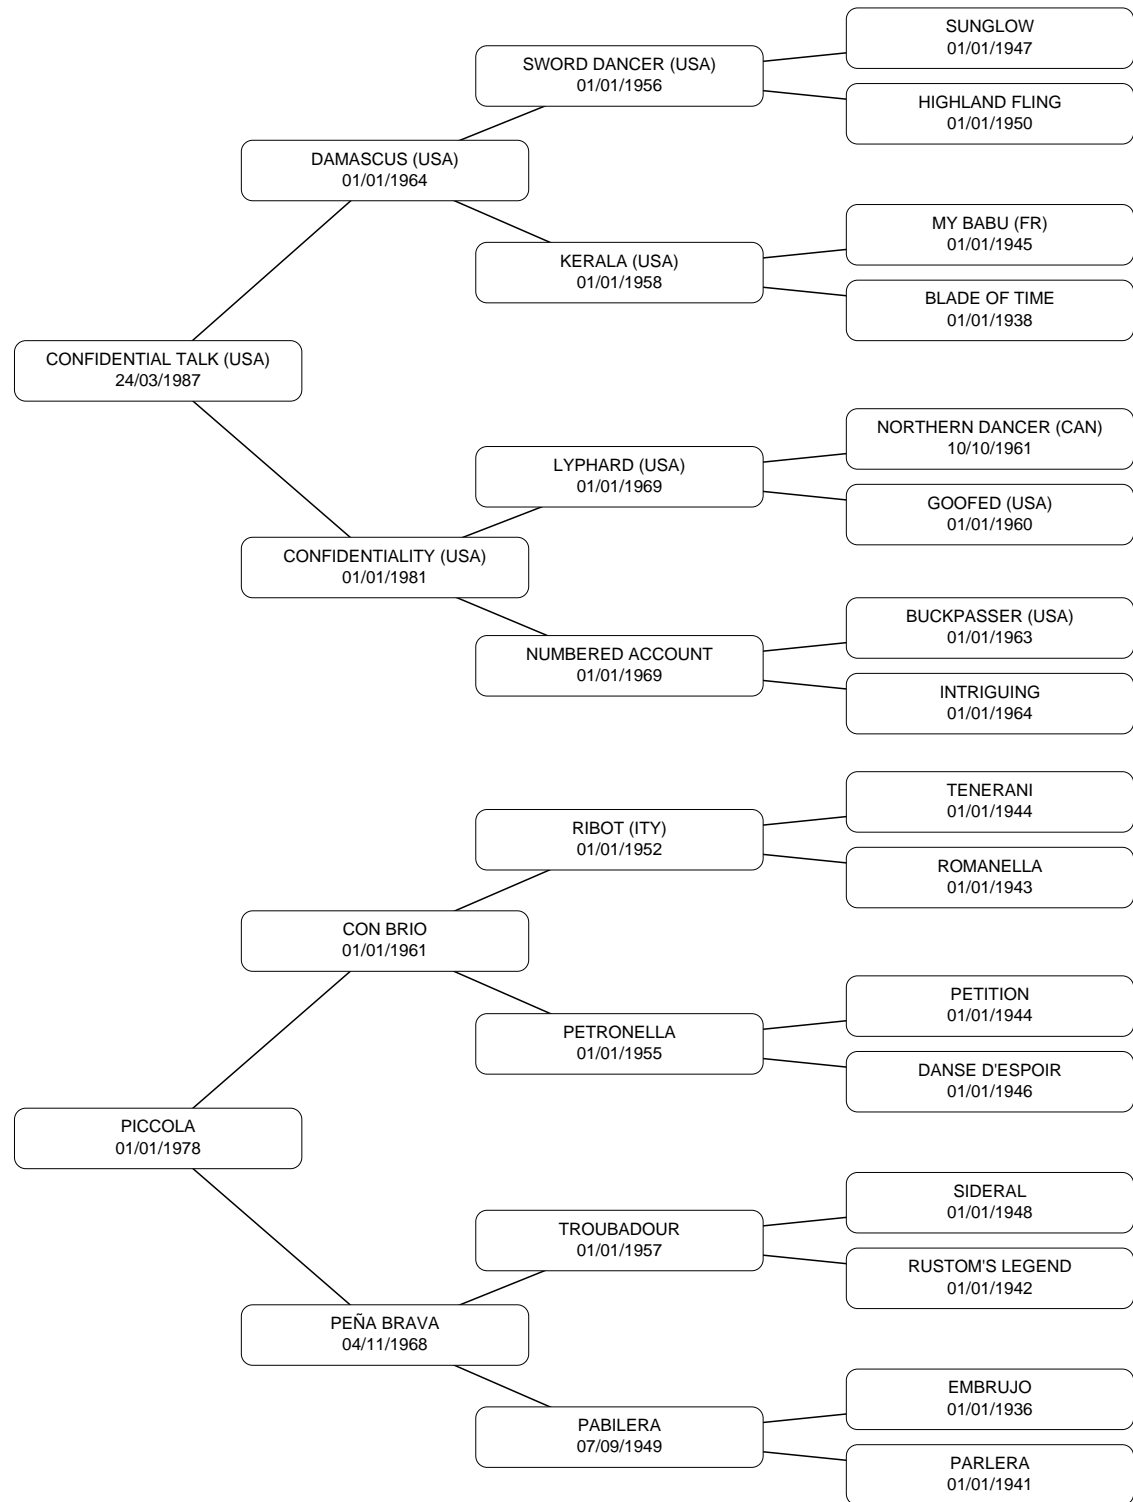 SUNGLOW
01/01/1947
SWORD DANCER (USA)
01/01/1956
HIGHLAND FLING
01/01/1950
DAMASCUS (USA)
01/01/1964
MY BABU (FR)
01/01/1945
KERALA (USA)
01/01/1958
BLADE OF TIME
01/01/1938
CONFIDENTIAL TALK (USA)
24/03/1987
NORTHERN DANCER (CAN)
10/10/1961
LYPHARD (USA)
01/01/1969
GOOFED (USA)
01/01/1960
CONFIDENTIALITY (USA)
01/01/1981
BUCKPASSER (USA)
01/01/1963
NUMBERED ACCOUNT
01/01/1969
INTRIGUING
01/01/1964
TENERANI
01/01/1944
RIBOT (ITY)
01/01/1952
ROMANELLA
01/01/1943
CON BRIO
01/01/1961
PETITION
01/01/1944
PETRONELLA
01/01/1955
DANSE D'ESPOIR
01/01/1946
PICCOLA
01/01/1978
SIDERAL
01/01/1948
TROUBADOUR
01/01/1957
RUSTOM'S LEGEND
01/01/1942
PEÑA BRAVA
04/11/1968
EMBRUJO
01/01/1936
PABILERA
07/09/1949
PARLERA
01/01/1941